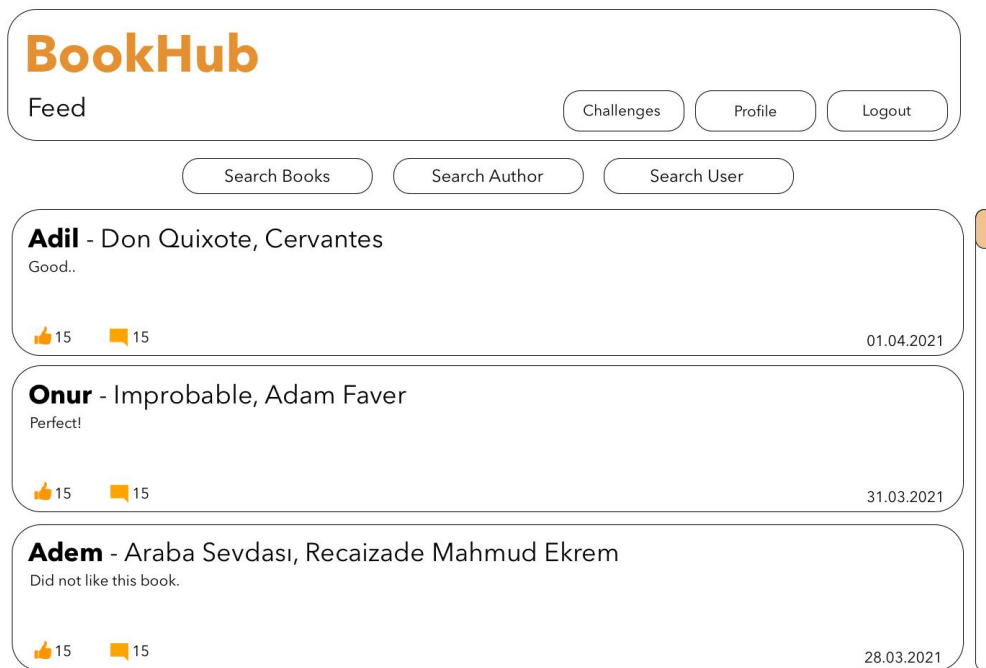 BookHub
Feed
Challenges Profile Logout
Search Books Search Author Search User
Adil - Don Quixote, Cervantes
Good..
15 15 01.04.2021
Onur - Improbable, Adam Faver
Perfect!
15 15 31.03.2021
Adem - Araba Sevdası, Recaizade Mahmud Ekrem
Did not like this book.
15 15 28.03.2021